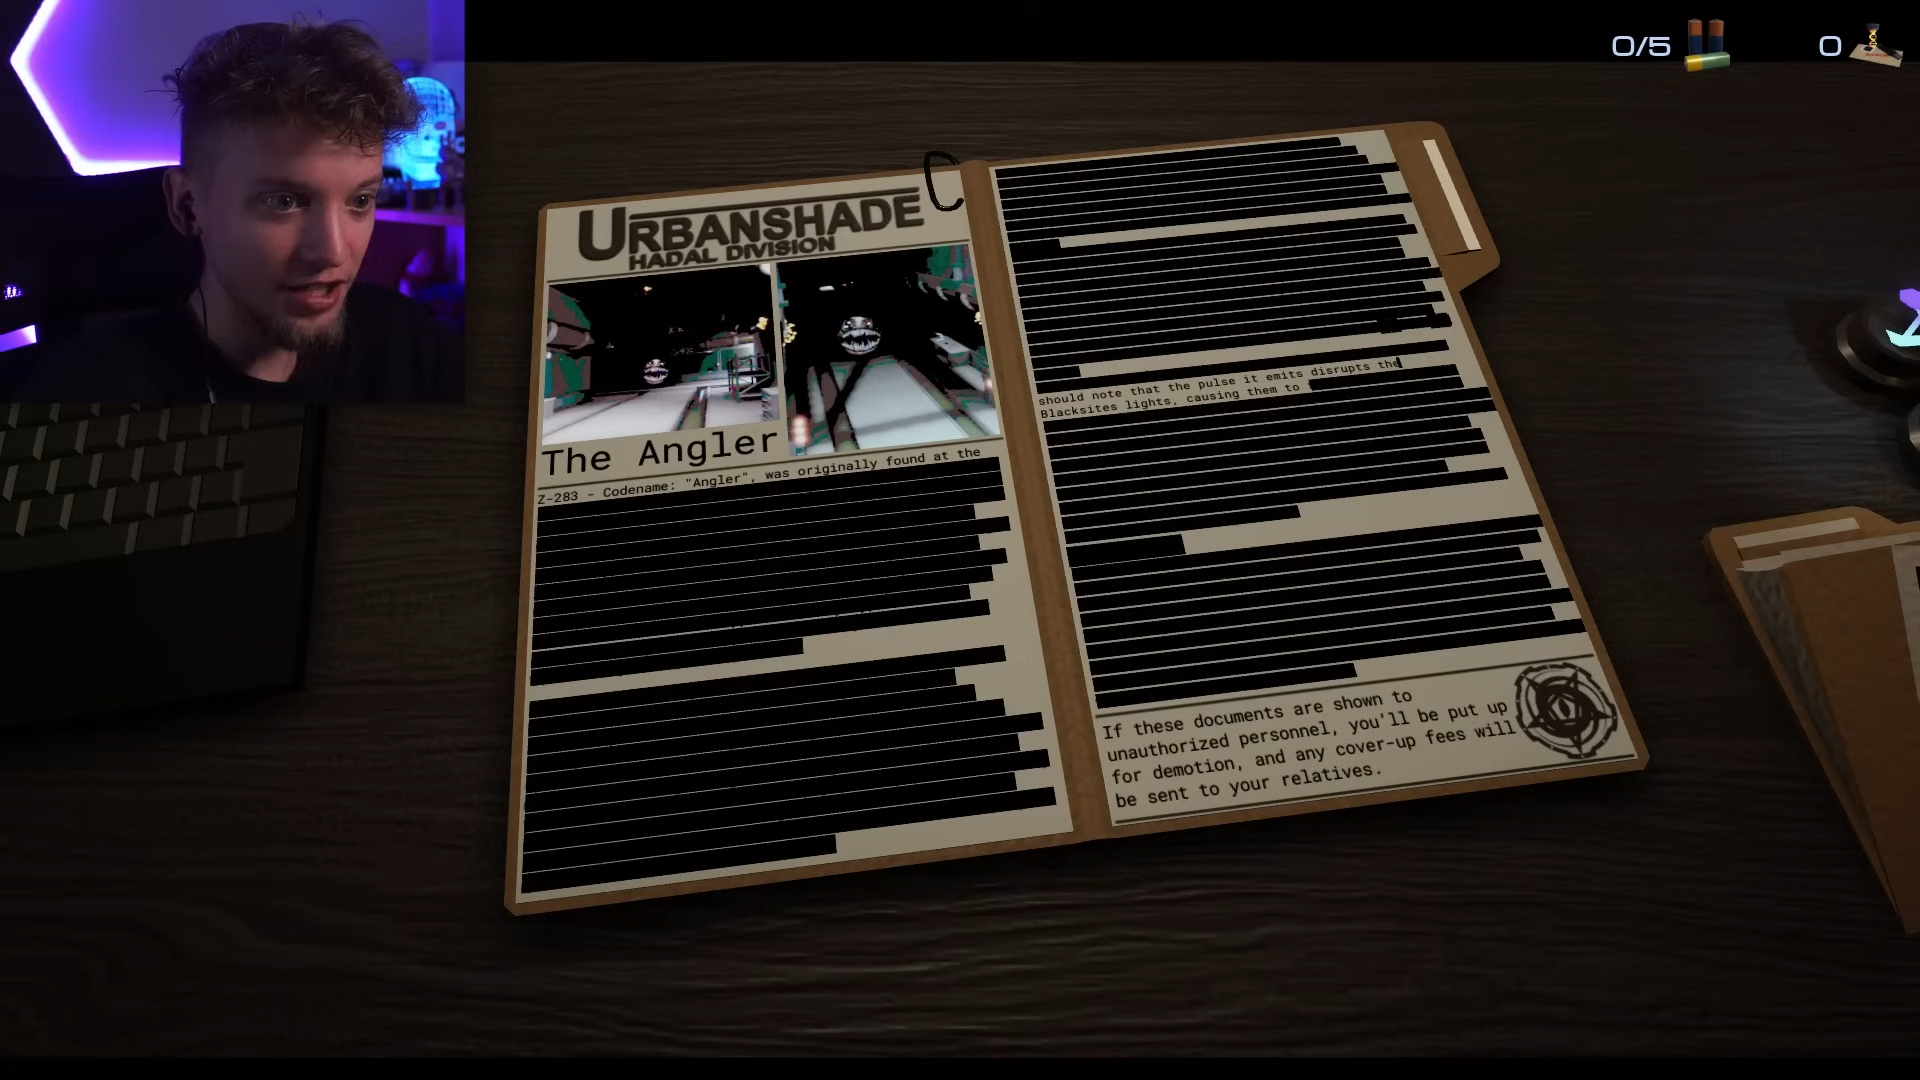 0/5
0
URBANSHADE
HADAL DIVISION
The Angler
Z-283 - Codename: "Angler", was originally found at the
should note that the pulse it emits disrupts the
Blacksites lights, causing them to
If these documents are shown to
unauthorized personnel, you'll be put up
for demotion, and any cover-up fees will
be sent to your relatives.